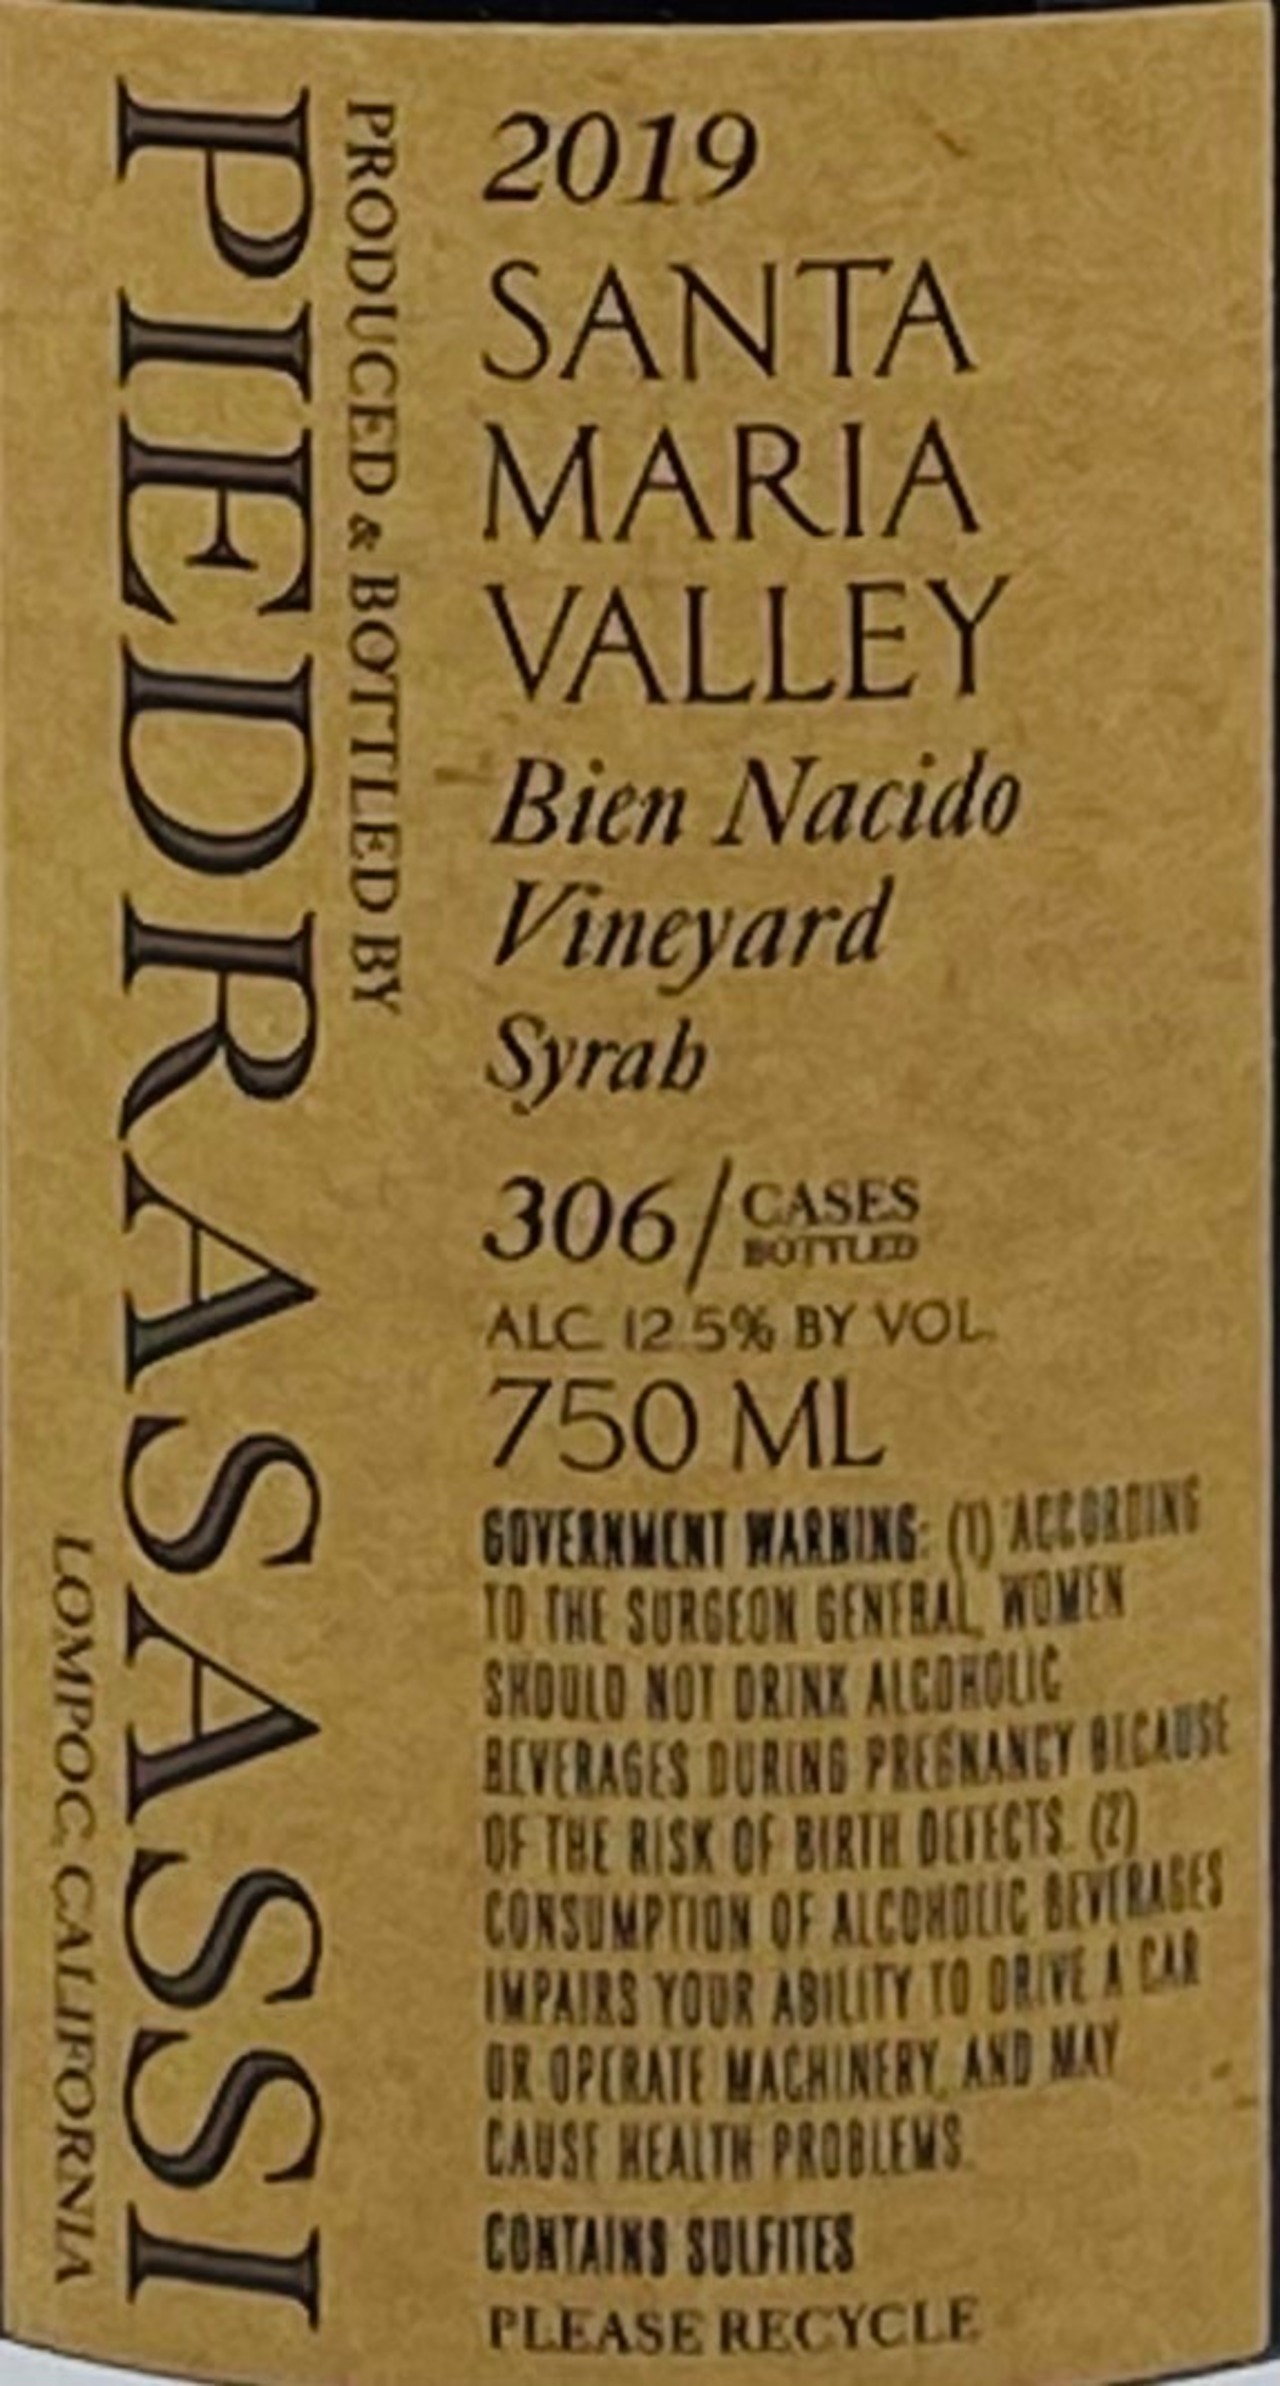 PRODUCED & BOTTLED BY
PIEDRASASSI
LOMPOC, CALIFORNIA
2019
SANTA
MARIA
VALLEY
Bien Nacido
Vineyard
Syrah
306/CASES
BOTTLED
ALC. 12.5% BY VOL.
750 ML
GOVERNMENT WARNING: (1) ACCORDING
TO THE SURGEON GENERAL, WOMEN
SHOULD NOT DRINK ALCOHOLIC
BEVERAGES DURING PREGNANCY BECAUSE
OF THE RISK OF BIRTH DEFECTS. (2)
CONSUMPTION OF ALCOHOLIC BEVERAGES
IMPAIRS YOUR ABILITY TO DRIVE A CAR
OR OPERATE MACHINERY, AND MAY
CAUSE HEALTH PROBLEMS.
CONTAINS SULFITES
PLEASE RECYCLE